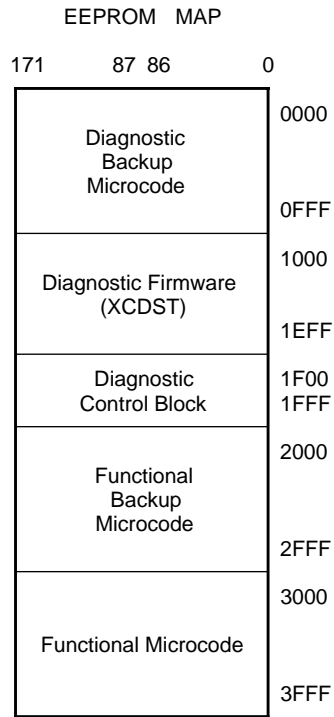 EEPROM MAP
171 87 86 0
0000
Diagnostic
Backup
Microcode
0FFF
1000
Diagnostic Firmware
(XCDST)
1EFF
Diagnostic 1F00
Control Block 1FFF
2000
Functional
Backup
Microcode
2FFF
3000
Functional Microcode
3FFF